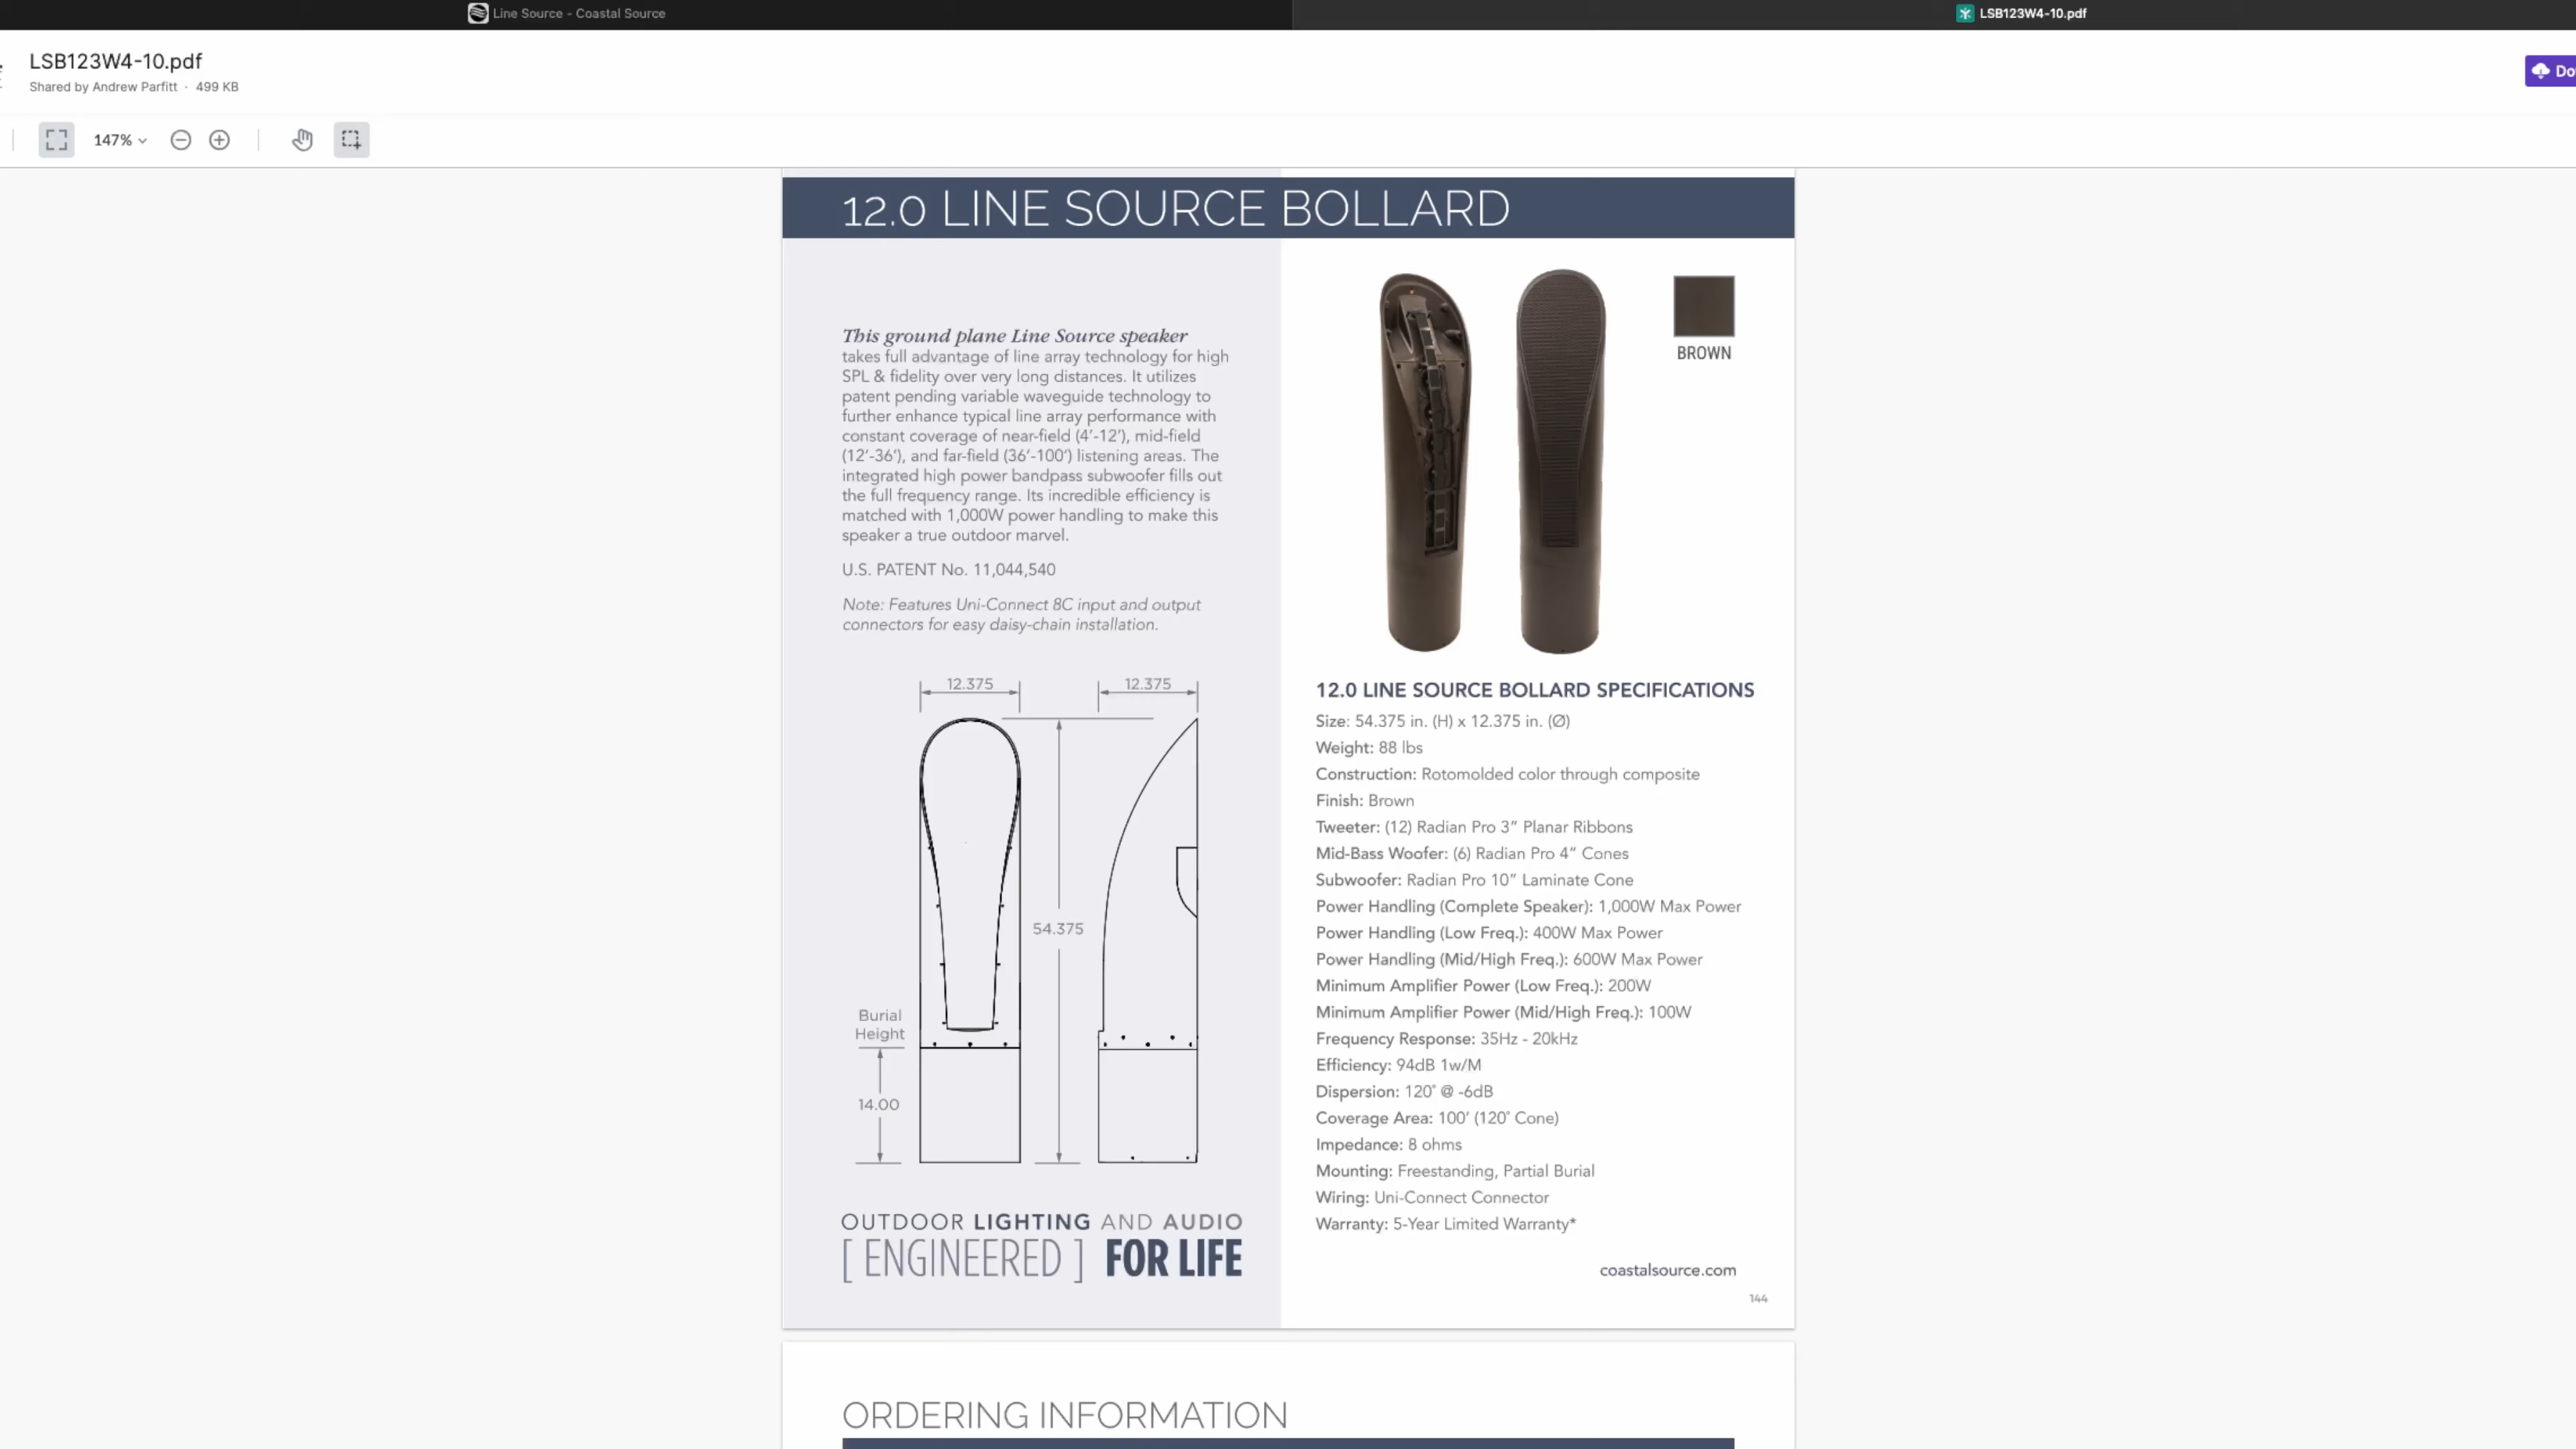 Line Source - Coastal Source
LSB123W4-10.pdf
LSB123W4-10.pdf
Shared by Andrew Parfitt · 499 KB
147%
12.0 LINE SOURCE BOLLARD
This ground plane Line Source speaker
takes full advantage of line array technology for high
SPL & fidelity over very long distances. It utilizes
patent pending variable waveguide technology to
further enhance typical line array performance with
constant coverage of near-field (4'-12'), mid-field
(12'-36'), and far-field (36'-100') listening areas. The
integrated high power bandpass subwoofer fills out
the full frequency range. Its incredible efficiency is
matched with 1,000W power handling to make this
speaker a true outdoor marvel.
U.S. PATENT No. 11,044,540
Note: Features Uni-Connect 8C input and output
connectors for easy daisy-chain installation.
12.375
12.375
54.375
Burial
Height
14.00
OUTDOOR LIGHTING AND AUDIO
[ ENGINEERED ] FOR LIFE
BROWN
12.0 LINE SOURCE BOLLARD SPECIFICATIONS
Size: 54.375 in. (H) x 12.375 in. (Ø)
Weight: 88 lbs
Construction: Rotomolded color through composite
Finish: Brown
Tweeter: (12) Radian Pro 3" Planar Ribbons
Mid-Bass Woofer: (6) Radian Pro 4" Cones
Subwoofer: Radian Pro 10" Laminate Cone
Power Handling (Complete Speaker): 1,000W Max Power
Power Handling (Low Freq.): 400W Max Power
Power Handling (Mid/High Freq.): 600W Max Power
Minimum Amplifier Power (Low Freq.): 200W
Minimum Amplifier Power (Mid/High Freq.): 100W
Frequency Response: 35Hz - 20kHz
Efficiency: 94dB 1w/M
Dispersion: 120° @ -6dB
Coverage Area: 100' (120° Cone)
Impedance: 8 ohms
Mounting: Freestanding, Partial Burial
Wiring: Uni-Connect Connector
Warranty: 5-Year Limited Warranty*
coastalsource.com
144
ORDERING INFORMATION